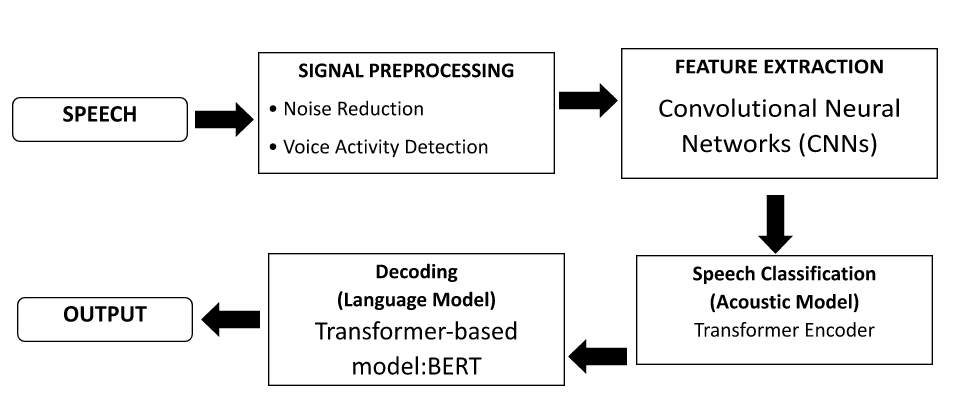 SPEECH
SIGNAL PREPROCESSING
• Noise Reduction
• Voice Activity Detection
FEATURE EXTRACTION
Convolutional Neural
Networks (CNNs)
Speech Classification
(Acoustic Model)
Transformer Encoder
Decoding
(Language Model)
Transformer-based
model:BERT
OUTPUT